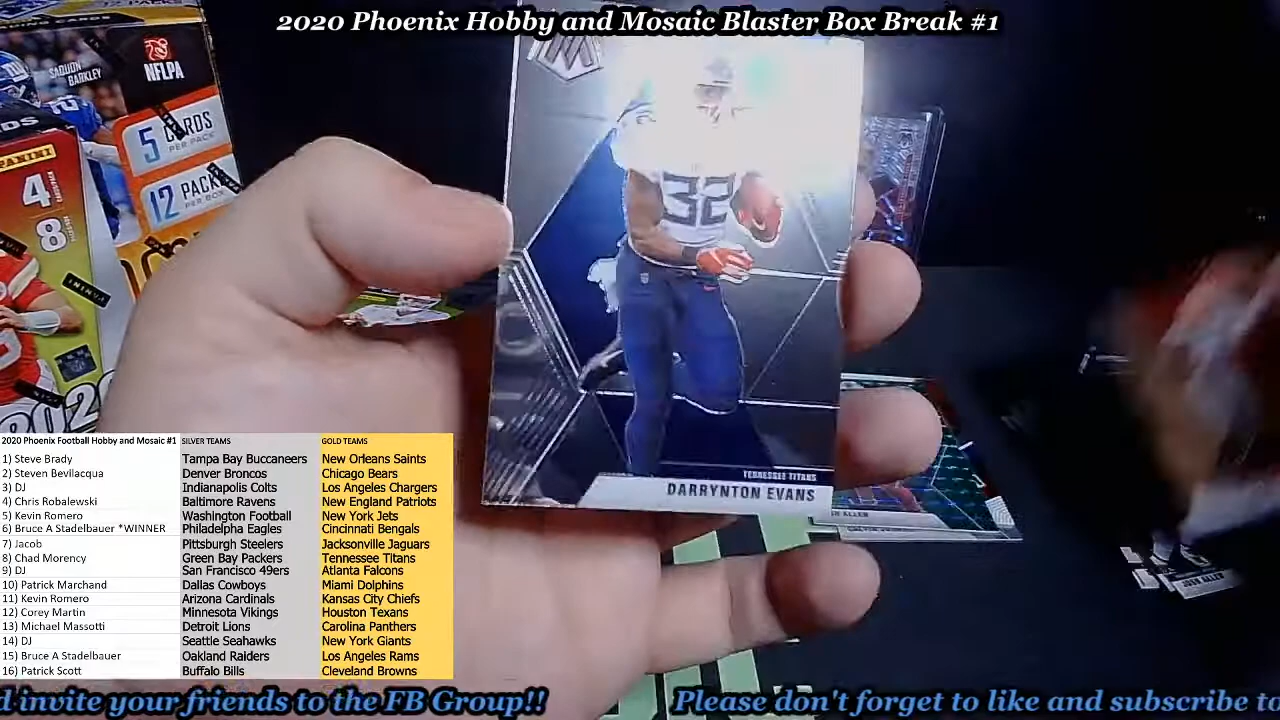 2020 Phoenix Hobby and Mosaic Blaster Box Break #1
SAQUON
BARKLEY
NFLPA
5 CARDS
PER PACK
12 PACKS
PER BOX
PANINI
4
8
M
32
TENNESSEE TITANS
DARRYNTON EVANS
JOSH ALLEN
2020 Phoenix Football Hobby and Mosaic #1 SILVER TEAMS GOLD TEAMS
1) Steve Brady Tampa Bay Buccaneers New Orleans Saints
2) Steven Bevilacqua Denver Broncos Chicago Bears
3) DJ Indianapolis Colts Los Angeles Chargers
4) Chris Robalewski Baltimore Ravens New England Patriots
5) Kevin Romero Washington Football New York Jets
6) Bruce A Stadelbauer *WINNER Philadelpha Eagles Cincinnati Bengals
7) Jacob Pittsburgh Steelers Jacksonville Jaguars
8) Chad Morency Green Bay Packers Tennessee Titans
9) DJ San Francisco 49ers Atlanta Falcons
10) Patrick Marchand Dallas Cowboys Miami Dolphins
11) Kevin Romero Arizona Cardinals Kansas City Chiefs
12) Corey Martin Minnesota Vikings Houston Texans
13) Michael Massotti Detroit Lions Carolina Panthers
14) DJ Seattle Seahawks New York Giants
15) Bruce A Stadelbauer Oakland Raiders Los Angeles Rams
16) Patrick Scott Buffalo Bills Cleveland Browns
d invite your friends to the FB Group!! Please don't forget to like and subscribe to